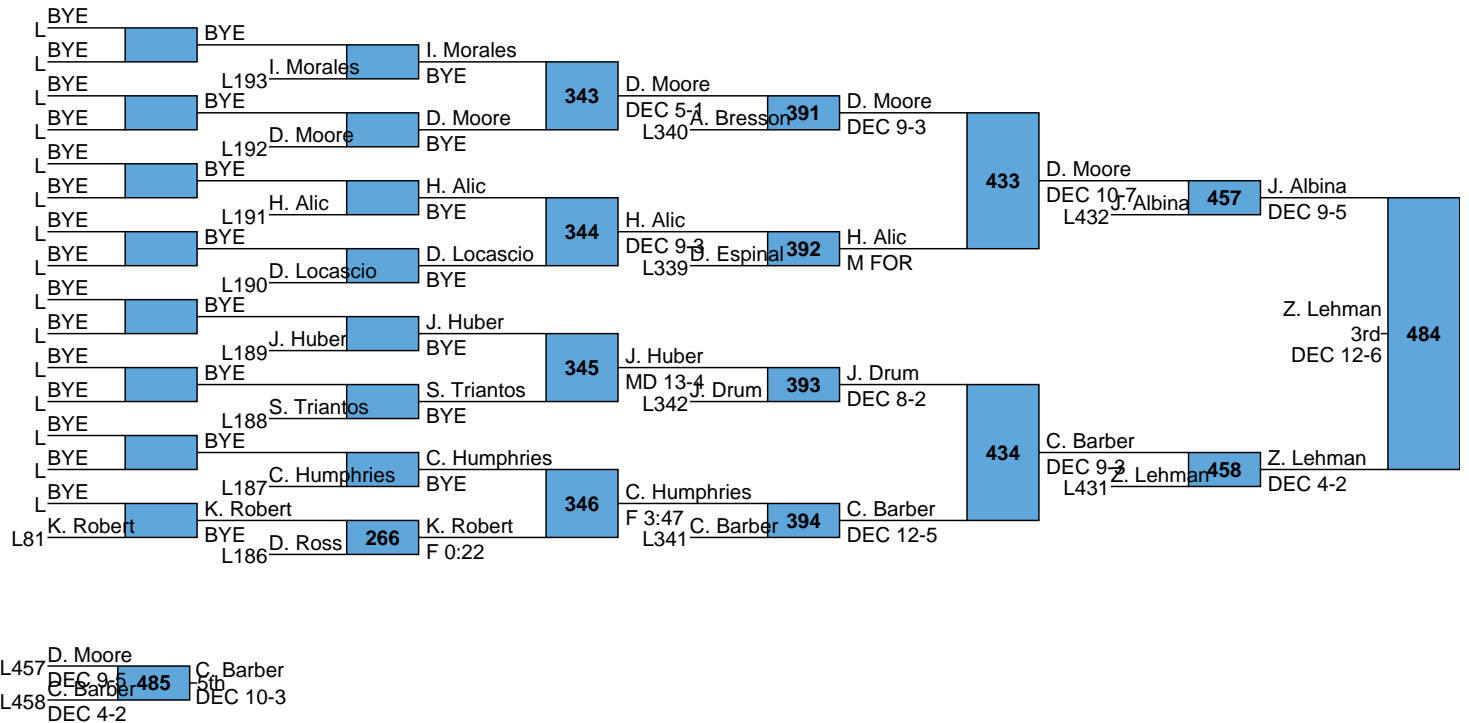 BYE
L
BYE
L
BYE
I. Morales
L193
I. Morales
BYE
BYE
L
BYE
L
BYE
D. Moore
L192
D. Moore
BYE
343
D. Moore
DEC 5-1
A. Bresson
L340
391
D. Moore
DEC 9-3
BYE
L
BYE
L
H. Alic
L191
H. Alic
BYE
BYE
L
BYE
L
BYE
D. Locascio
L190
D. Locascio
BYE
344
H. Alic
DEC 9-3
D. Espinal
L339
392
H. Alic
M FOR
433
D. Moore
DEC 10-7
J. Albina
L432
457
J. Albina
DEC 9-5
BYE
L
BYE
L
BYE
J. Huber
L189
J. Huber
BYE
BYE
L
BYE
L
BYE
S. Triantos
L188
S. Triantos
BYE
345
J. Huber
MD 13-4
J. Drum
L342
393
J. Drum
DEC 8-2
BYE
L
BYE
L
BYE
C. Humphries
L187
C. Humphries
BYE
BYE
L
K. Robert
L81
K. Robert
BYE
D. Ross
L186
266
K. Robert
F 0:22
346
C. Humphries
F 3:47
C. Barber
L341
394
C. Barber
DEC 12-5
434
C. Barber
DEC 9-3
Z. Lehman
L431
458
Z. Lehman
DEC 4-2
484
Z. Lehman
3rd
DEC 12-6
D. Moore
L457
DEC 9-5
C. Barber
L458
DEC 4-2
485
C. Barber
5th
DEC 10-3